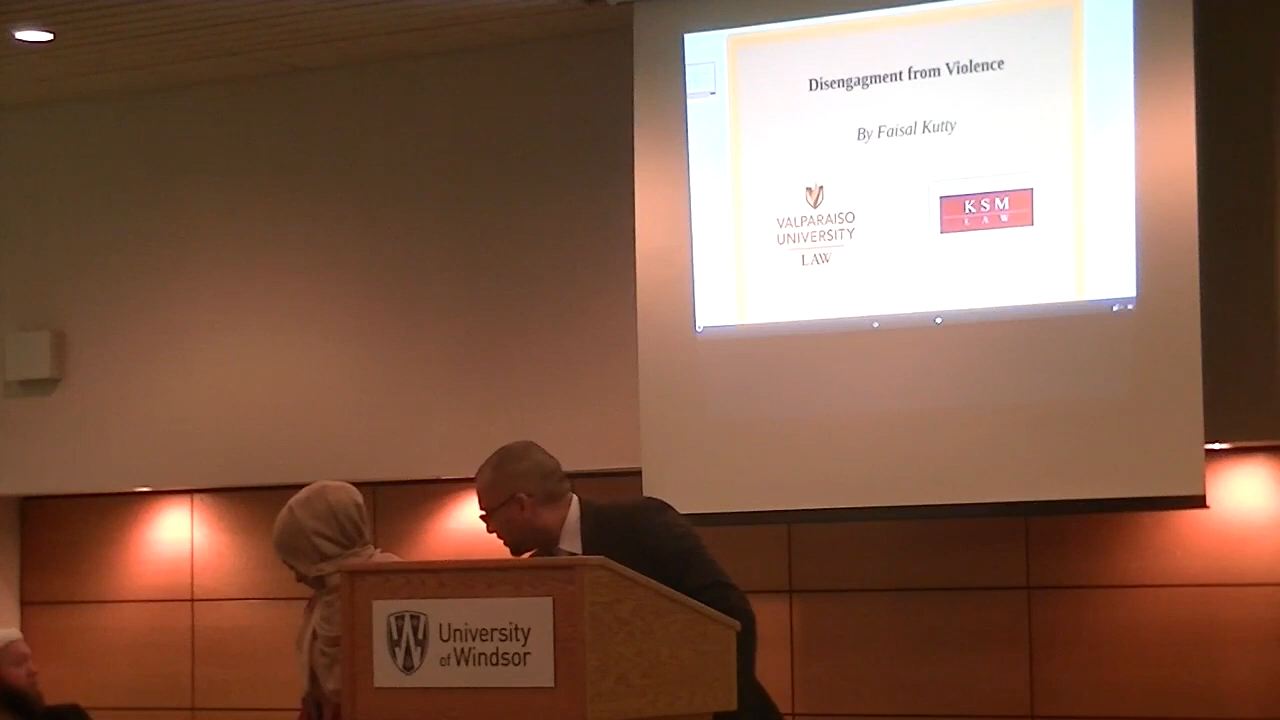 Disengagment from Violence
By Faisal Kutty
VALPARAISO
UNIVERSITY
LAW
KSM
LAW
University
of Windsor